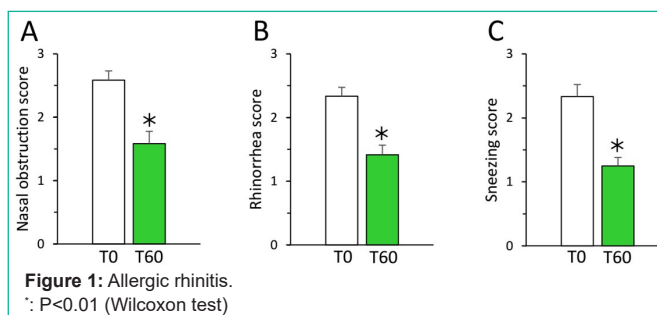 A
B
C
Nasal obstruction score
3
2
1
0
*
T0 T60
Rhinorrhea score
3
2
1
0
*
T0 T60
Sneezing score
3
2
1
0
*
T0 T60
Figure 1: Allergic rhinitis.
*: P<0.01 (Wilcoxon test)